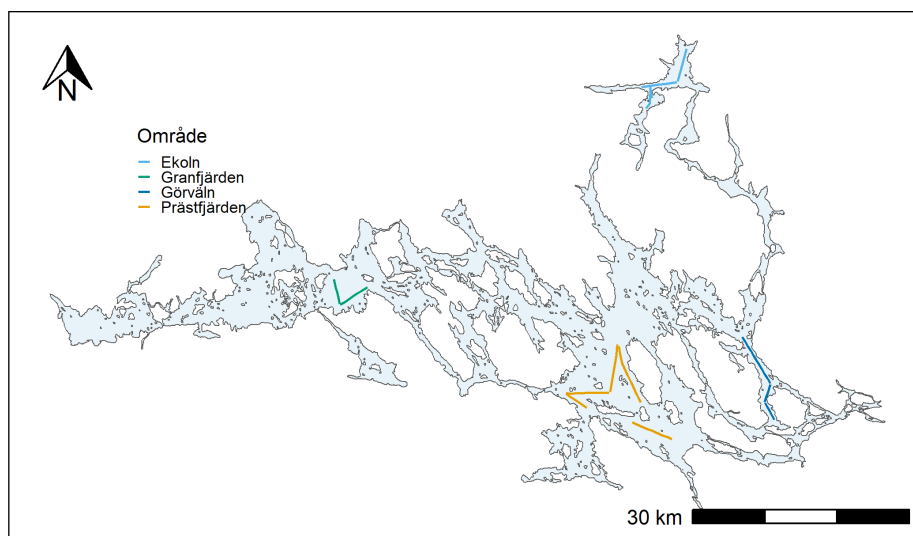 N
Område
Ekoln
Granfjärden
Görväln
Prästfjärden
30 km